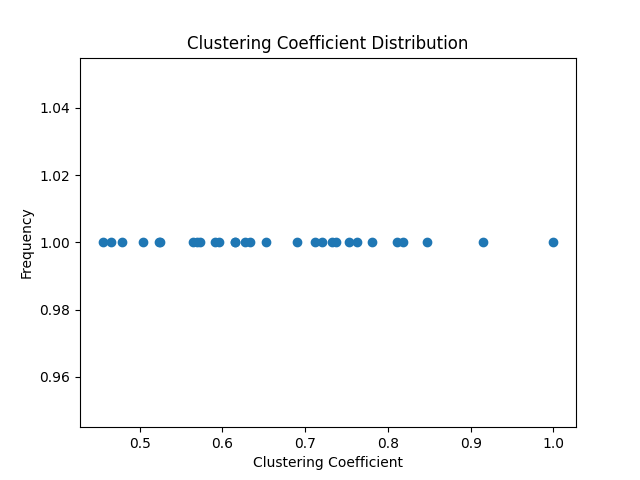 Clustering Coefficient Distribution
1.04
1.02
1.00
0.98
0.96
Frequency
0.5 0.6 0.7 0.8 0.9 1.0
Clustering Coefficient